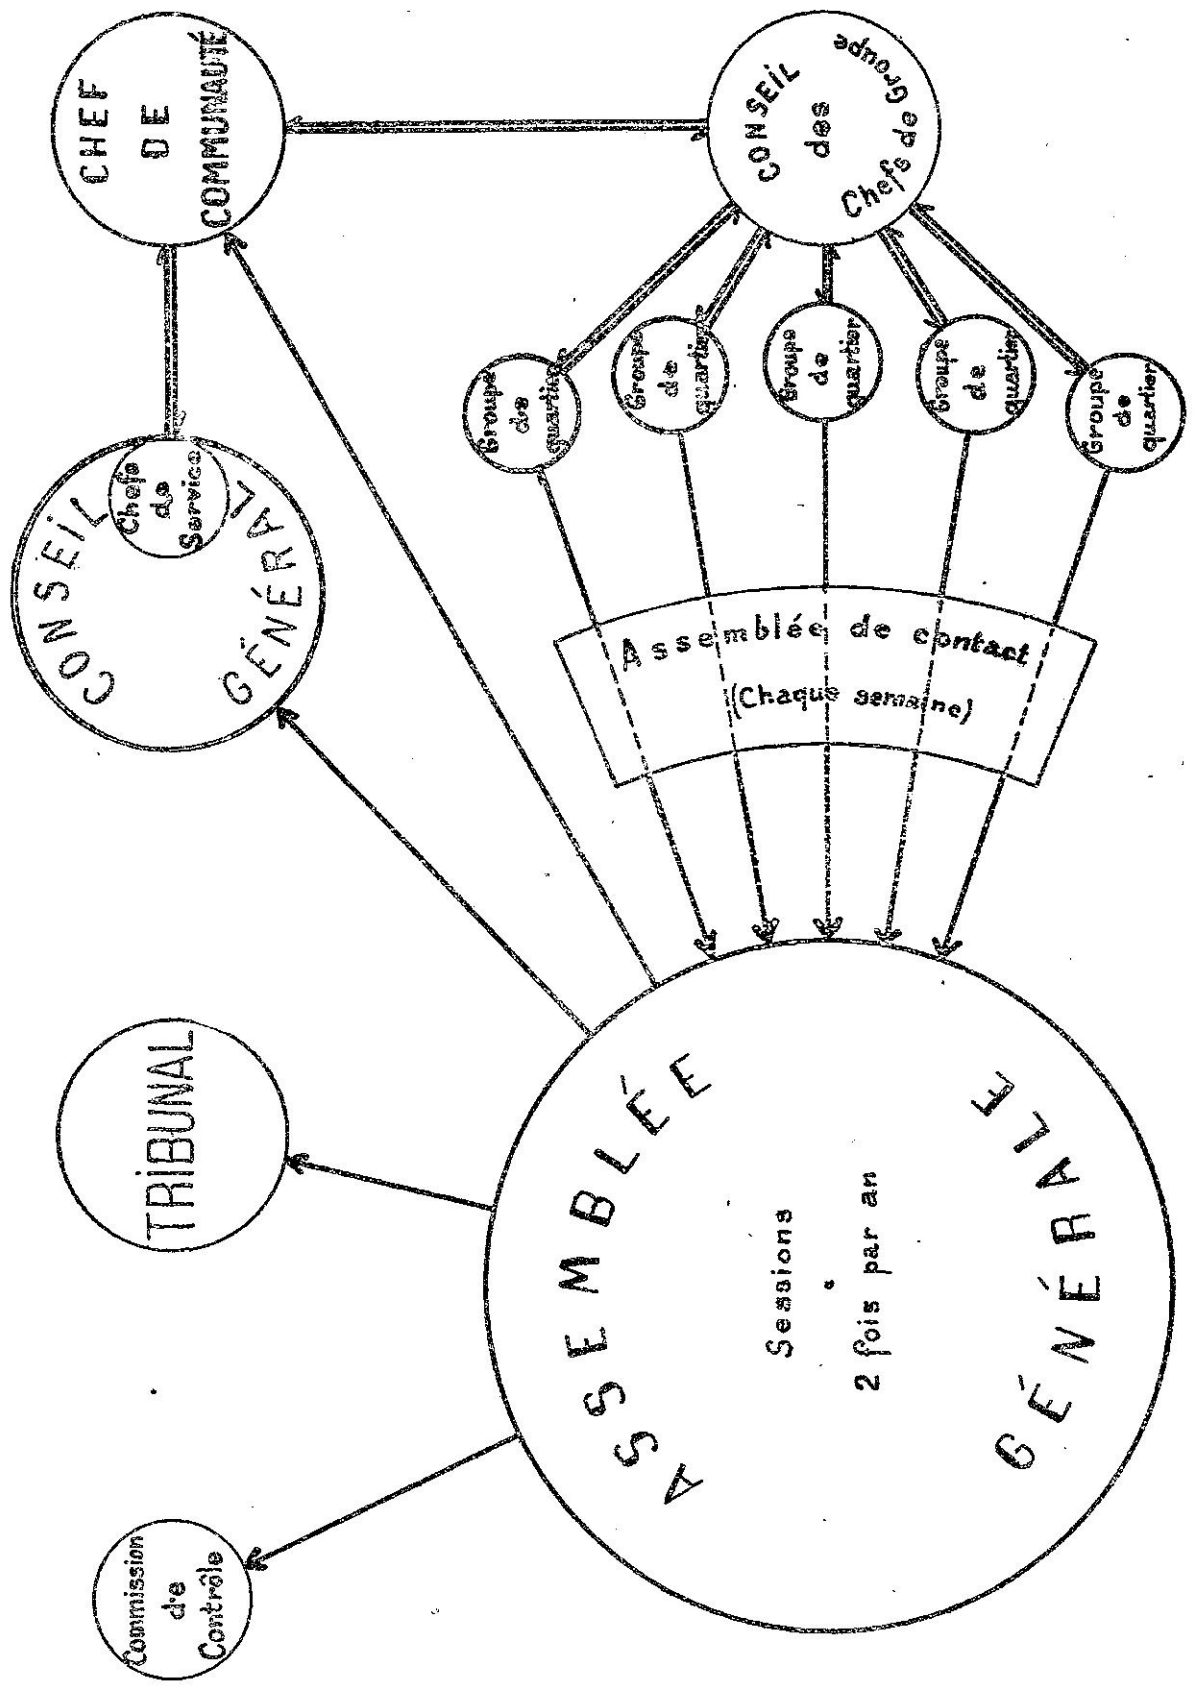 Commission
de
Contrôle
TRIBUNAL
CONSEIL
GÉNÉRAL
Chefs
de
Service
CHEF
DE
COMMUNAUTÉ
ASSEMBLÉE
GÉNÉRALE
Sessions
2 fois par an
Assemblée de contact
(Chaque semaine)
Groupe
de
quartier
Groupe
de
quartier
Groupe
de
quartier
Groupe
de
quartier
Groupe
de
quartier
CONSEIL
des
Chefs de Groupe